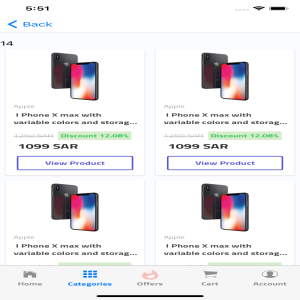 5:51
Back
14
Apple
I Phone X max with
variable colors and storag...
1250 SAR
Discount 12.08%
1099 SAR
View Product
Apple
I Phone X max with
variable colors and storag...
1250 SAR
Discount 12.08%
1099 SAR
View Product
Apple
I Phone X max with
variable colors and storag...
Apple
I Phone X max with
variable colors and storag...
Home
Categories
Offers
Cart
Account